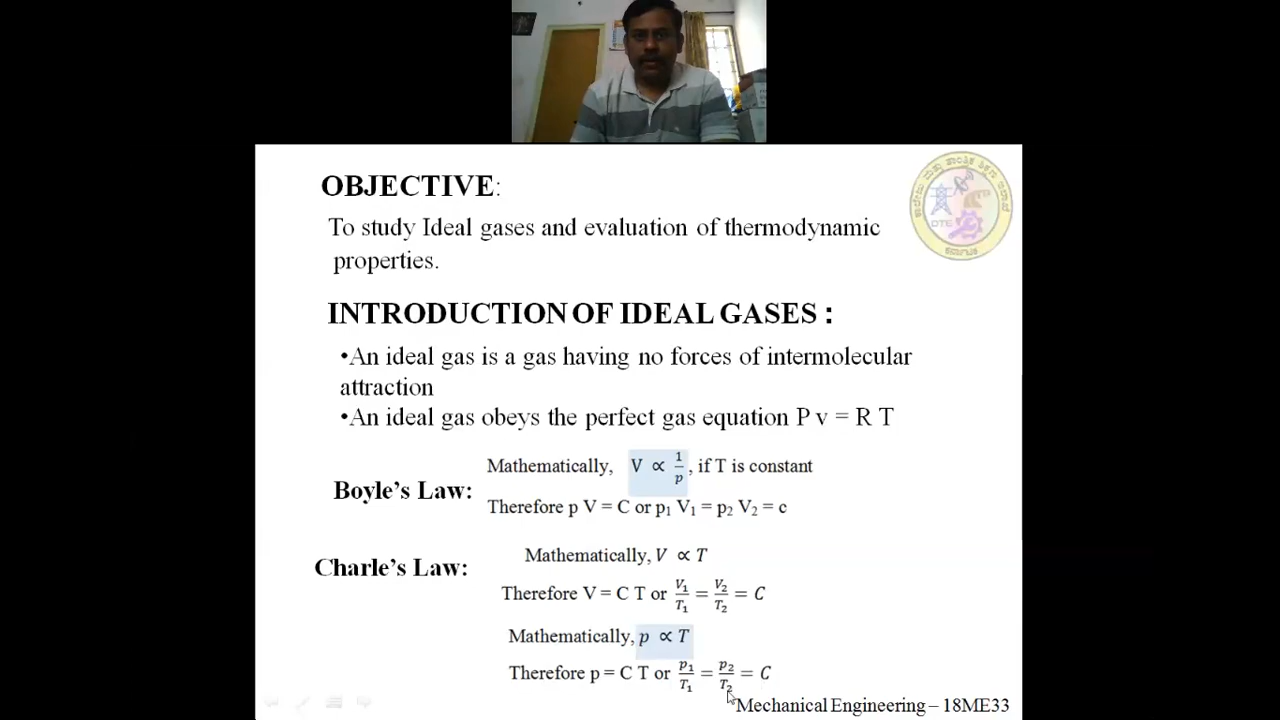 OBJECTIVE:
To study Ideal gases and evaluation of thermodynamic
properties.
DTE
ಕರ್ನಾಟಕ
INTRODUCTION OF IDEAL GASES :
•An ideal gas is a gas having no forces of intermolecular
attraction
•An ideal gas obeys the perfect gas equation P v = R T
Boyle's Law:
Mathematically, V ∝ 1/p, if T is constant
Therefore p V = C or p₁ V₁ = p₂ V₂ = c
Charle's Law:
Mathematically, V ∝ T
Therefore V = C T or V₁/T₁ = V₂/T₂ = C
Mathematically, p ∝ T
Therefore p = C T or p₁/T₁ = p₂/T₂ = C
Mechanical Engineering – 18ME33